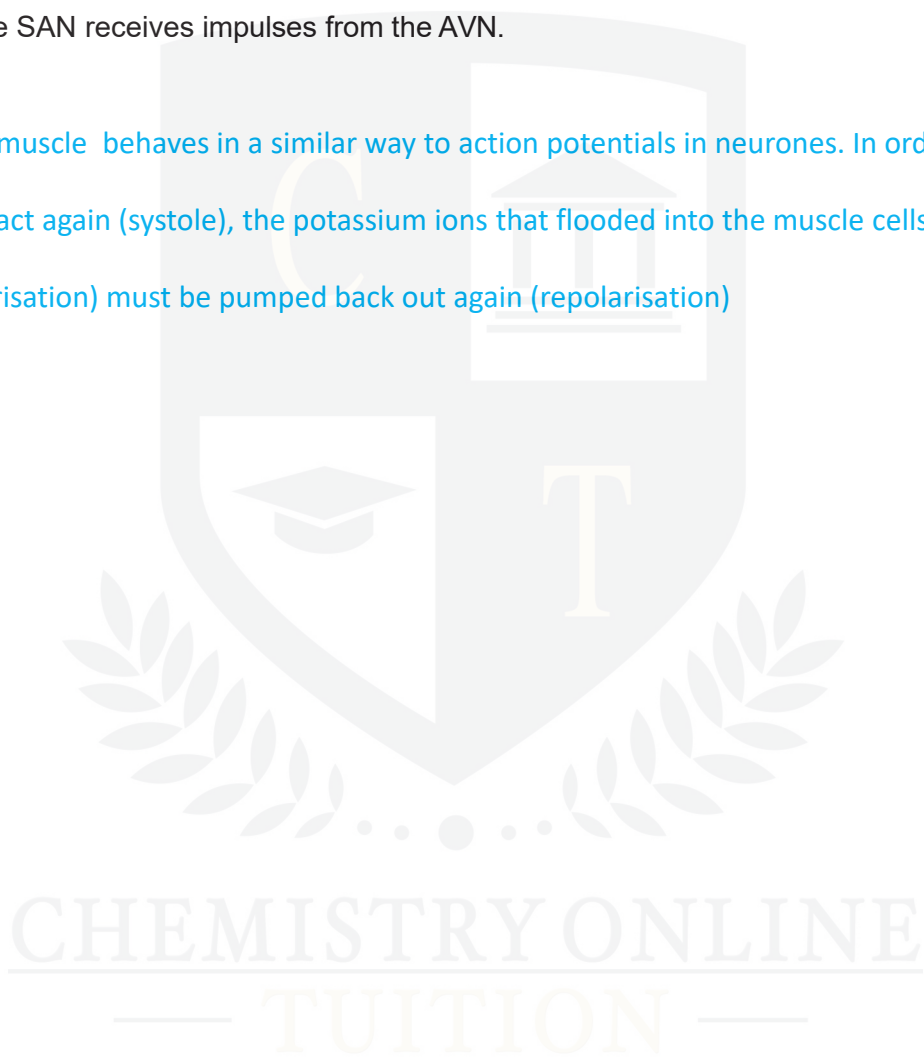 e SAN receives impulses from the AVN.
muscle behaves in a similar way to action potentials in neurones. In ord
act again (systole), the potassium ions that flooded into the muscle cells
risation) must be pumped back out again (repolarisation)
C
T
CHEMISTRY ONLINE
— TUITION —